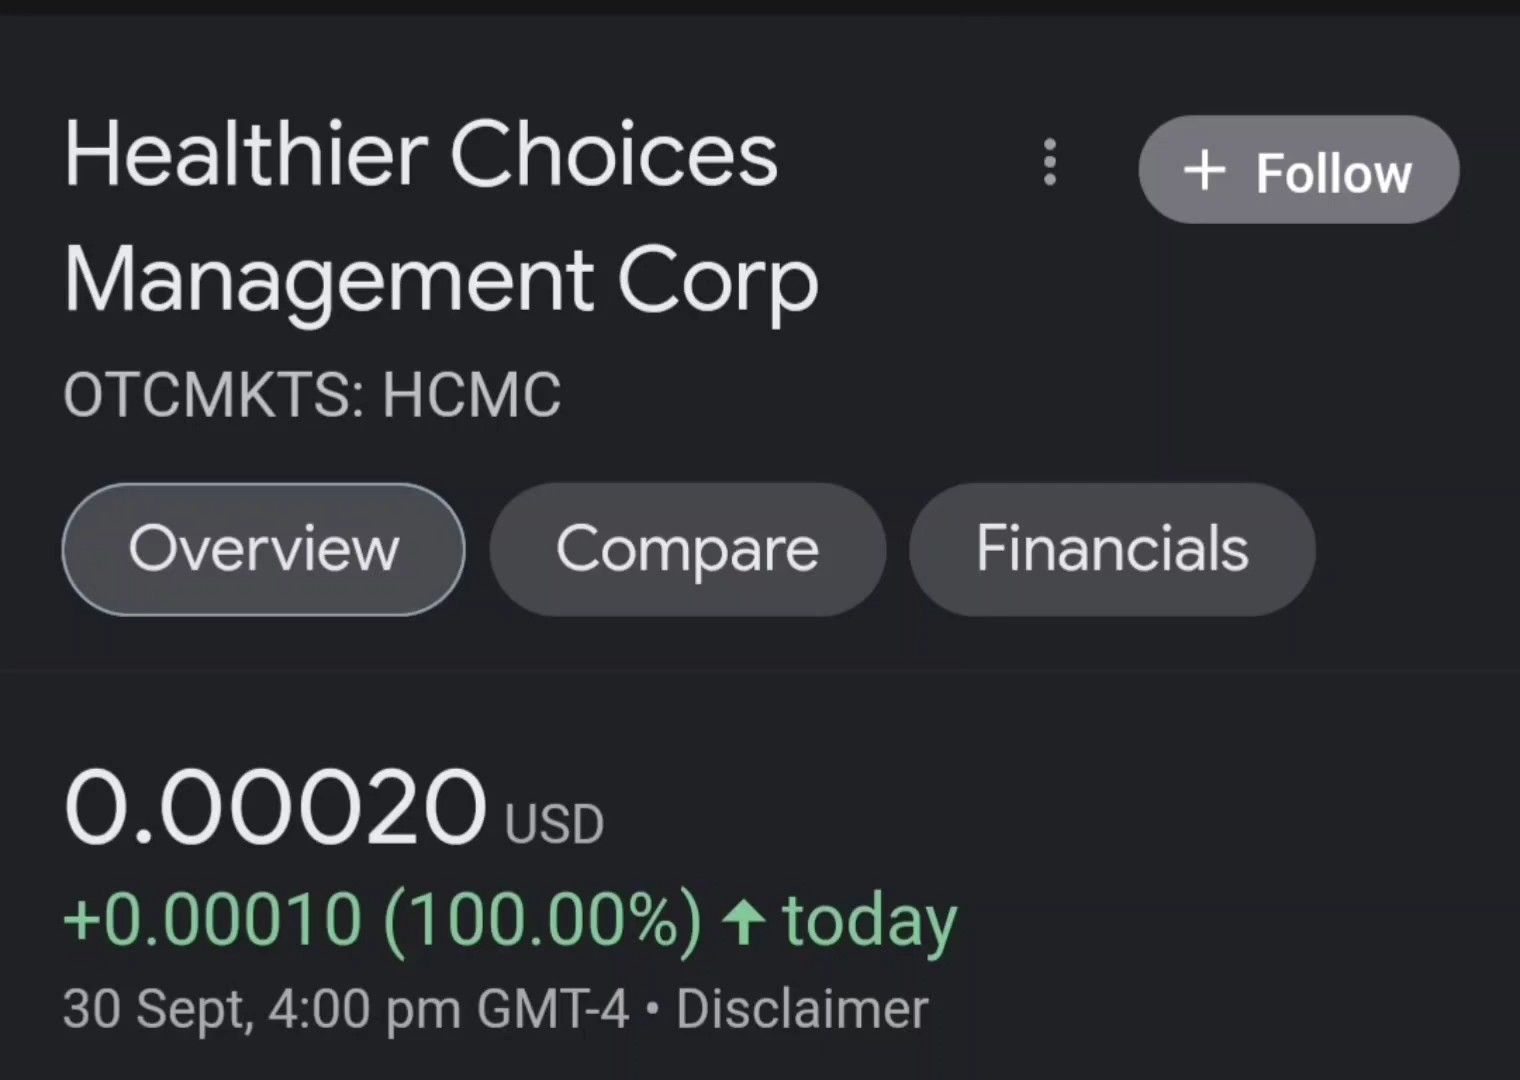 Healthier Choices
Management Corp
+ Follow
OTCMKTS: HCMC
Overview Compare Financials
0.00020 USD
+0.00010 (100.00%) ↑ today
30 Sept, 4:00 pm GMT-4 • Disclaimer